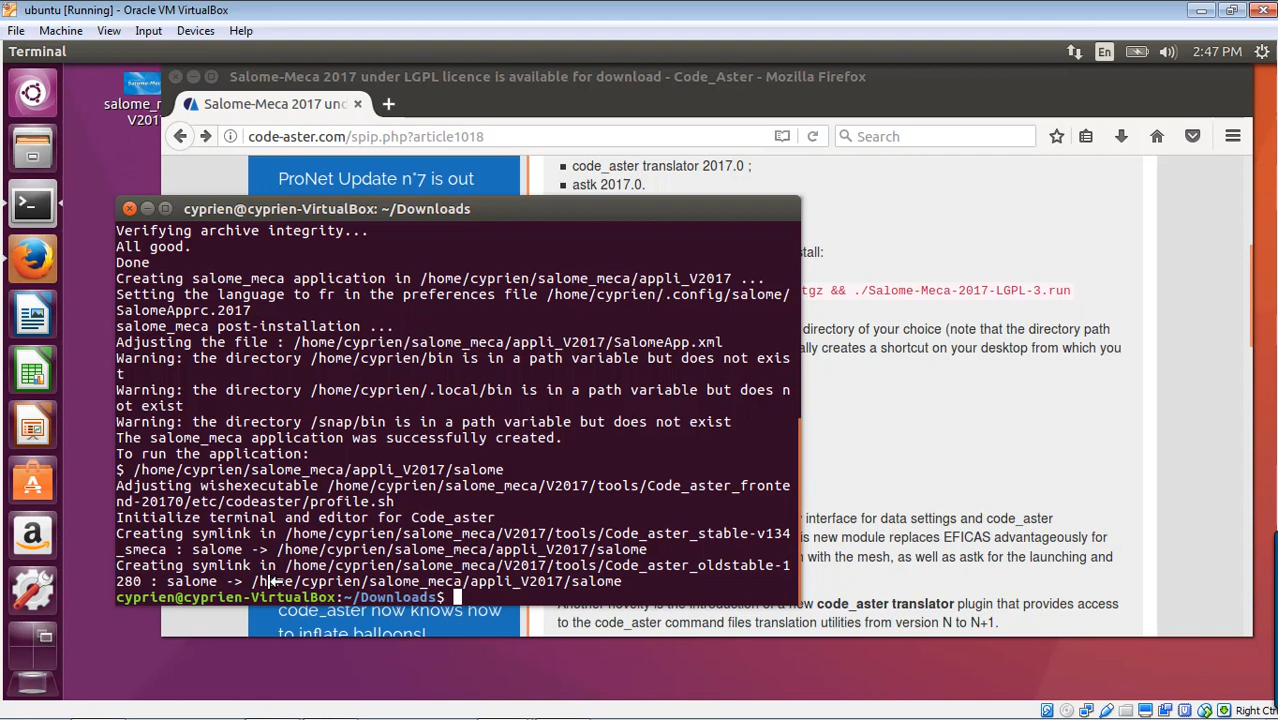 ubuntu [Running] - Oracle VM VirtualBox
File Machine View Input Devices Help
Terminal
En
2:47 PM
salome_m
V201
Salome-Meca 2017 under LGPL licence is available for download - Code_Aster - Mozilla Firefox
Salome-Meca 2017 und
code-aster.com/spip.php?article1018
Search
ProNet Update n°7 is out
code_aster translator 2017.0 ;
astk 2017.0.
cyprien@cyprien-VirtualBox: ~/Downloads
Verifying archive integrity...
All good.
Done
Creating salome_meca application in /home/cyprien/salome_meca/appli_V2017 ...
Setting the language to fr in the preferences file /home/cyprien/.config/salome/
SalomeApprc.2017
salome_meca post-installation ...
Adjusting the file : /home/cyprien/salome_meca/appli_V2017/SalomeApp.xml
Warning: the directory /home/cyprien/bin is in a path variable but does not exis
t
Warning: the directory /home/cyprien/.local/bin is in a path variable but does n
ot exist
Warning: the directory /snap/bin is in a path variable but does not exist
The salome_meca application was successfully created.
To run the application:
$ /home/cyprien/salome_meca/appli_V2017/salome
Adjusting wishexecutable /home/cyprien/salome_meca/V2017/tools/Code_aster_fronte
nd-20170/etc/codeaster/profile.sh
Initialize terminal and editor for Code_aster
Creating symlink in /home/cyprien/salome_meca/V2017/tools/Code_aster_stable-v134
_smeca : salome -> /home/cyprien/salome_meca/appli_V2017/salome
Creating symlink in /home/cyprien/salome_meca/V2017/tools/Code_aster_oldstable-1
280 : salome -> /home/cyprien/salome_meca/appli_V2017/salome
cyprien@cyprien-VirtualBox:~/Downloads$
stall:
tgz && ./Salome-Meca-2017-LGPL-3.run
directory of your choice (note that the directory path
ally creates a shortcut on your desktop from which you
interface for data settings and code_aster
is new module replaces EFICAS advantageously for
n with the mesh, as well as astk for the launching and
Another novelty is the introduction of a new code_aster translator plugin that provides access
to the code_aster command files translation utilities from version N to N+1.
code_aster now knows how
to inflate balloons!
Right Ctrl